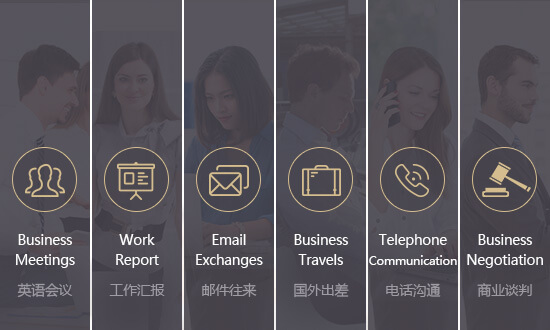 Business
Meetings
英语会议
Work
Report
工作汇报
Email
Exchanges
邮件往来
Business
Travels
国外出差
Telephone
Communication
电话沟通
Business
Negotiation
商业谈判